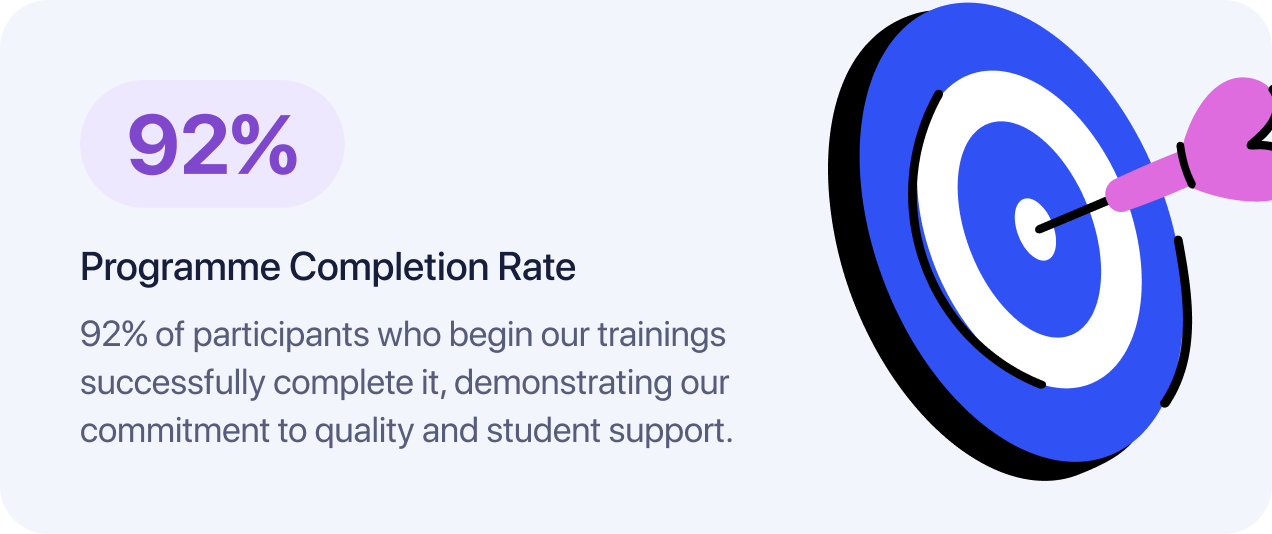 92%
Programme Completion Rate
92% of participants who begin our trainings
successfully complete it, demonstrating our
commitment to quality and student support.